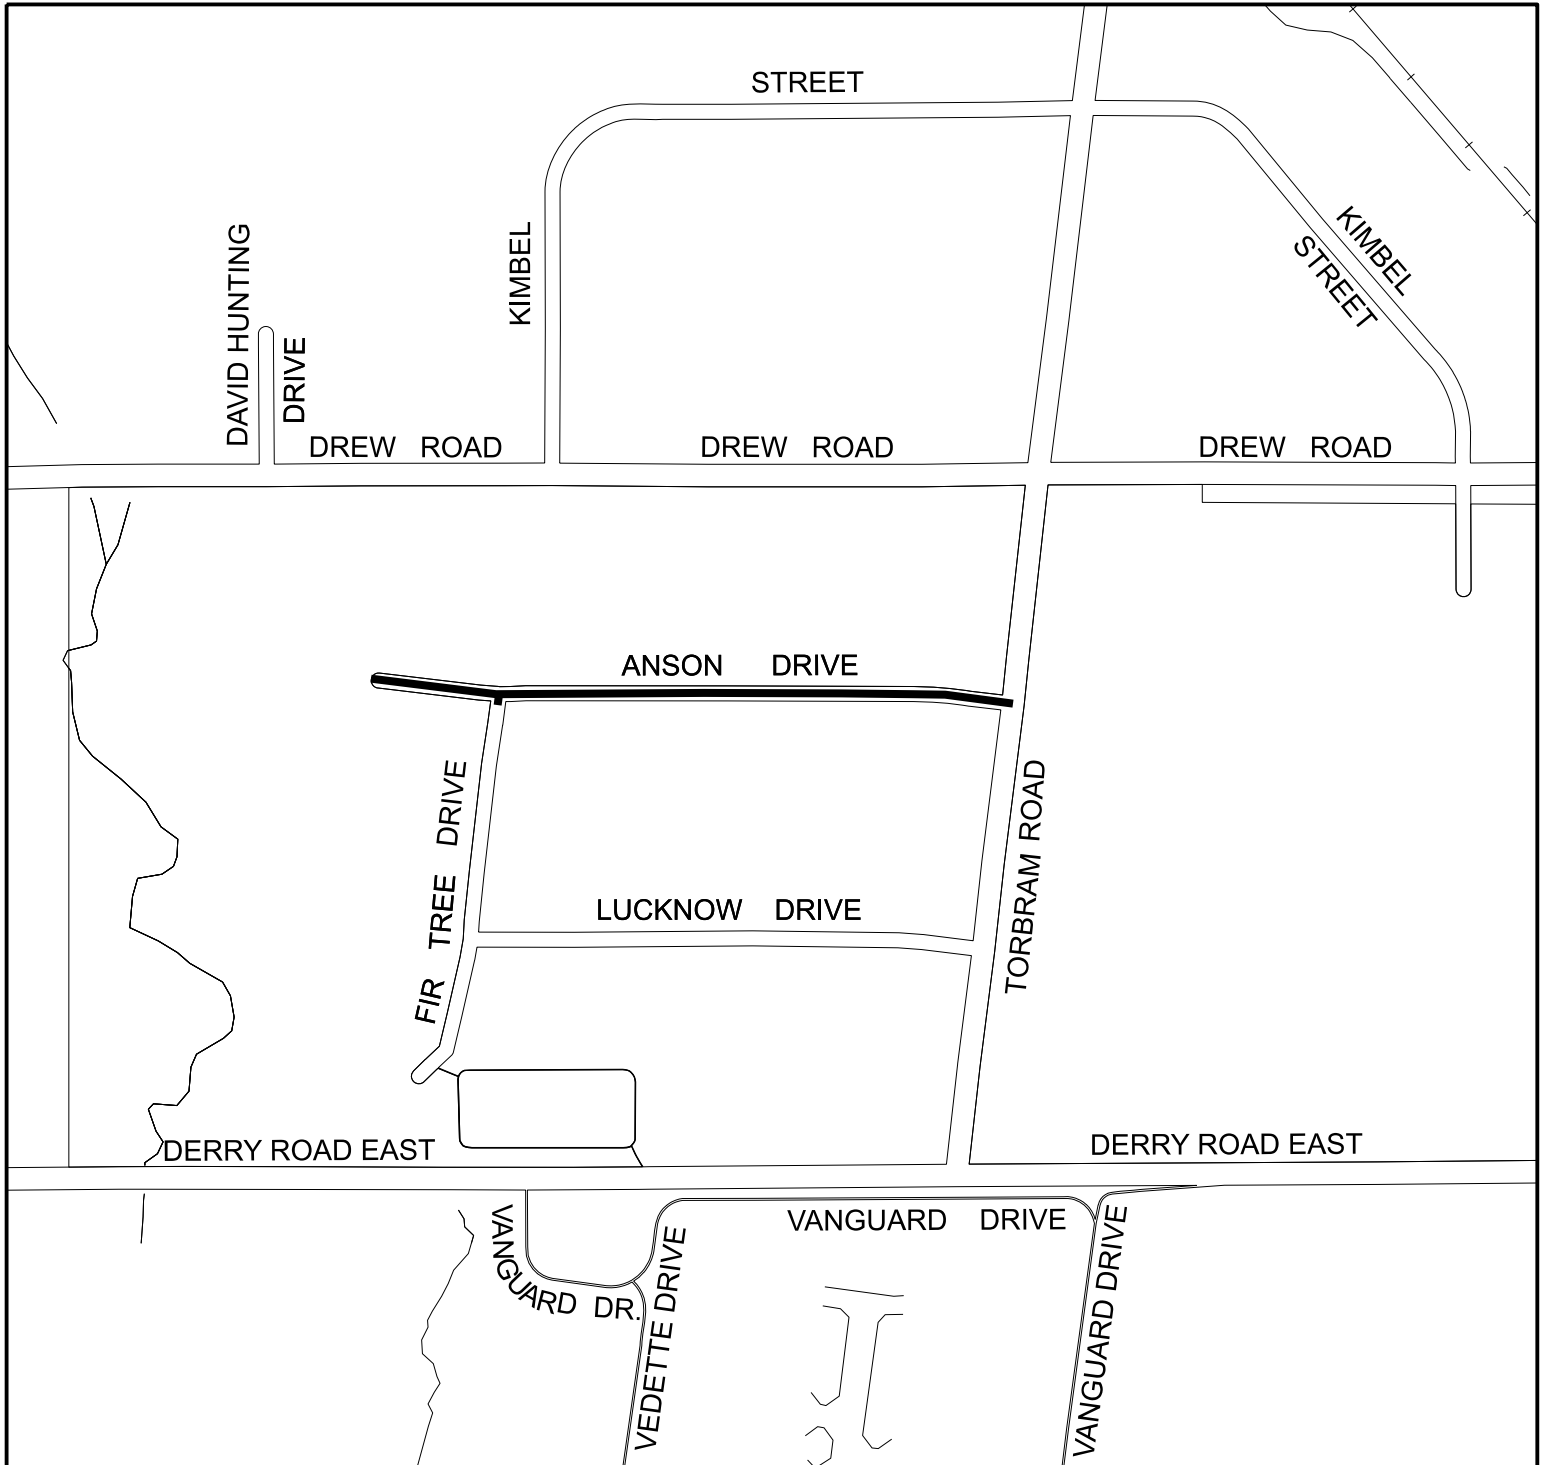 STREET
KIMBEL
KIMBEL
STREET
DAVID HUNTING
DRIVE
DREW ROAD
DREW ROAD
DREW ROAD
ANSON DRIVE
FIR TREE DRIVE
TORBRAM ROAD
LUCKNOW DRIVE
DERRY ROAD EAST
DERRY ROAD EAST
VANGUARD DR.
VEDETTE DRIVE
VANGUARD DRIVE
VANGUARD DRIVE